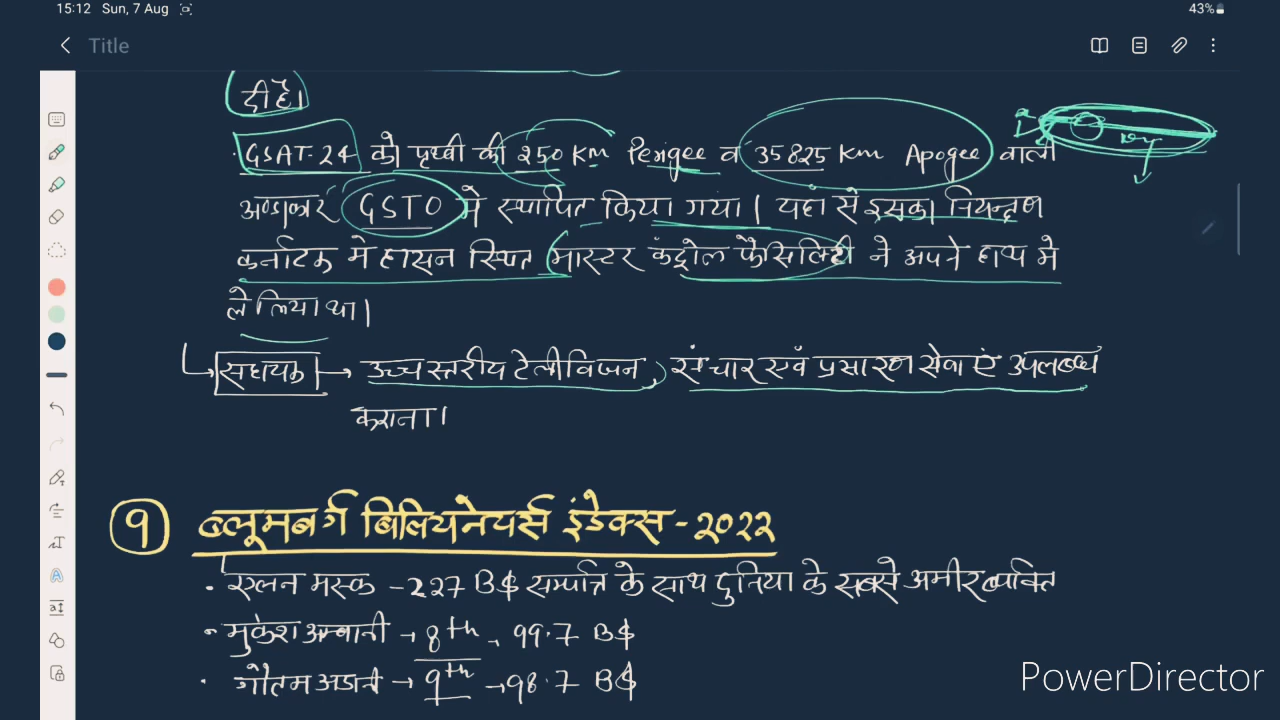 15:12 Sun, 7 Aug
43%
Title
दी है।
GSAT-24 को पृथ्वी की 250 Km Perigee व 35825 Km Apogee वाली
अण्डाकार GSTO में स्थापित किया गया। यहां से इसका नियन्त्रण
कर्नाटक मे हासन स्थित मास्टर कंट्रोल फैसिलिटी ने अपने हाथ मे
ले लिया था।
सहायक → उच्च स्तरीय टेलीविजन, संचार एवं प्रसारण सेवाएं उपलब्ध
कराना।
9 ब्लूमबर्ग बिलियनेयर्स इंडेक्स-2022
• एलन मस्क - 227 B$ सम्पत्ति के साथ दुनिया के सबसे अमीर व्यक्ति
• मुकेश अम्बानी → 8th, 99.7 B$
• गौतम अडानी → 9th → 98.7 B$
PowerDirector